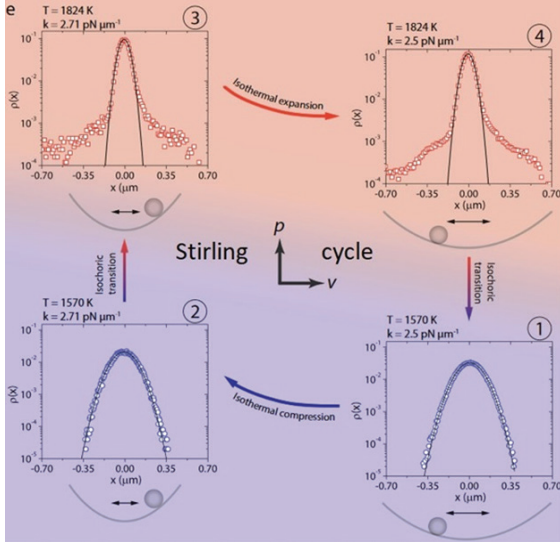 e
T = 1824 K
k = 2.71 pN μm⁻¹
3
10⁻¹
10⁻²
10⁻³
10⁻⁴
ρ(x)
-0.70 -0.35 0.00 0.35 0.70
x (μm
Isothermal expansion
T = 1824 K
k = 2.5 pN μm⁻¹
4
10⁻¹
10⁻²
10⁻³
10⁻⁴
ρ(x)
-0.70 -0.35 0.00 0.35 0.70
x (μm)
Isochoric
transition
Stirling cycle
p
v
Isochoric
transition
T = 1570 K
k = 2.71 pN μm⁻¹
2
10⁻¹
10⁻²
10⁻³
10⁻⁴
10⁻⁵
ρ(x)
-0.70 -0.35 0.00 0.35 0.70
x (μm)
Isothermal compression
T = 1570 K
k = 2.5 pN μm⁻¹
1
10⁻¹
10⁻²
10⁻³
10⁻⁴
10⁻⁵
ρ(x)
-0.70 -0.35 0.00 0.35 0.70
x (μm)